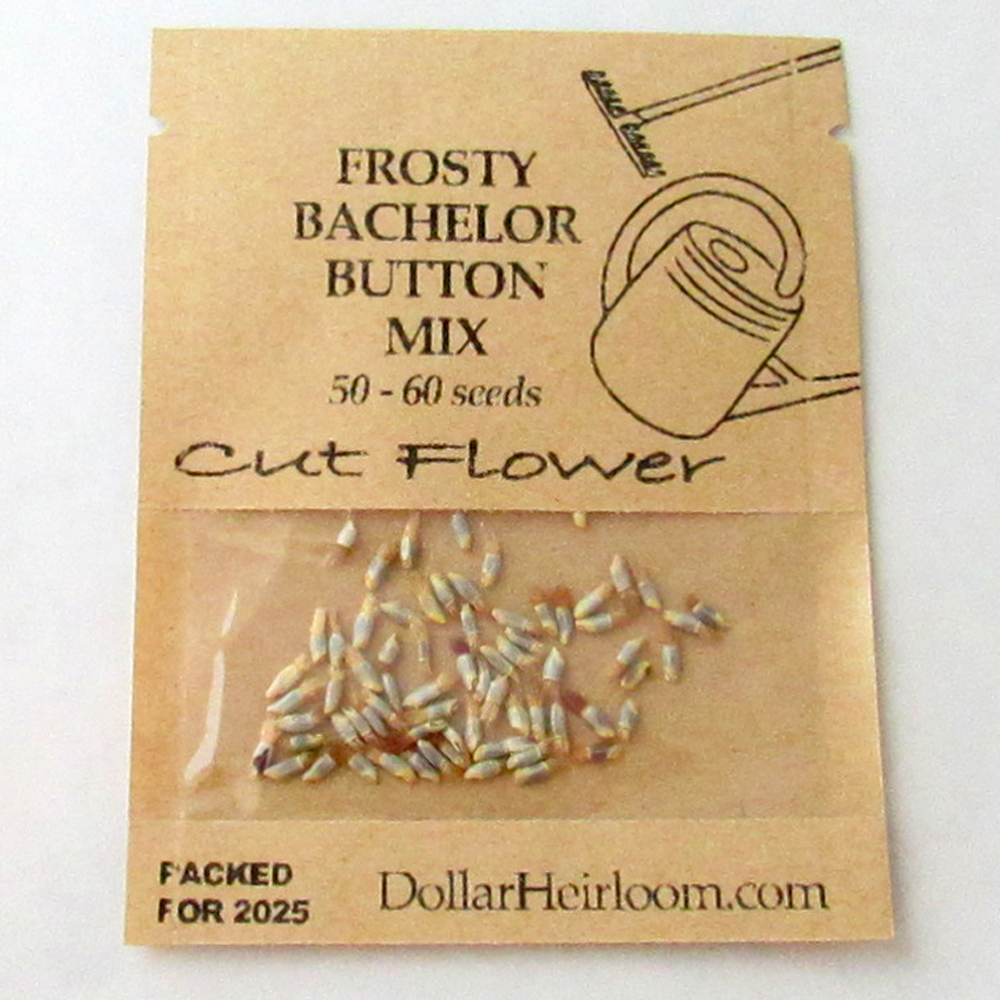 FROSTY
BACHELOR
BUTTON
MIX
50 - 60 seeds
Cut Flower
PACKED
FOR 2025
DollarHeirloom.com